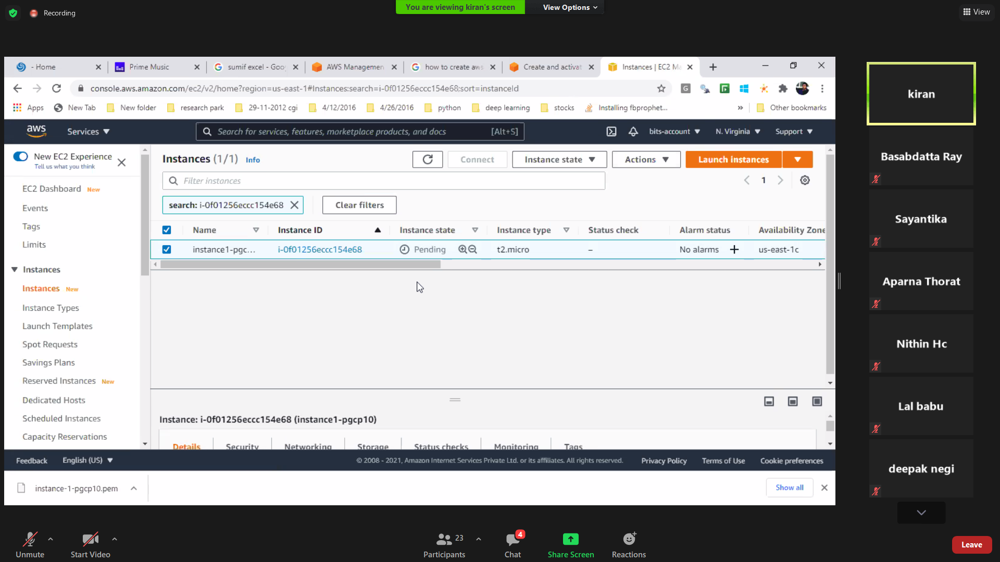 Recording
You are viewing kiran's screen
View Options
View
- Home
Prime Music
sumif excel - Goo
AWS Managemen
how to create aws
Create and activat
Instances | EC2 Ma
console.aws.amazon.com/ec2/v2/home?region=us-east-1#Instances:search=i-0f01256eccc154e68;sort=instanceId
Apps
New Tab
New folder
research park
29-11-2012 cgi
4/12/2016
4/26/2016
python
deep learning
stocks
Installing fbprophet...
»
Other bookmarks
aws
Services
Search for services, features, marketplace products, and docs
[Alt+S]
bits-account
N. Virginia
Support
New EC2 Experience
Tell us what you think
EC2 Dashboard New
Events
Tags
Limits
Instances
Instances New
Instance Types
Launch Templates
Spot Requests
Savings Plans
Reserved Instances New
Dedicated Hosts
Scheduled Instances
Capacity Reservations
Instances (1/1) Info
Connect
Instance state
Actions
Launch instances
Filter instances
1
search: i-0f01256eccc154e68
Clear filters
Name
Instance ID
Instance state
Instance type
Status check
Alarm status
Availability Zone
instance1-pgc...
i-0f01256eccc154e68
Pending
t2.micro
–
No alarms
us-east-1c
Instance: i-0f01256eccc154e68 (instance1-pgcp10)
Details
Security
Networking
Storage
Status checks
Monitoring
Tags
Feedback
English (US)
© 2008 - 2021, Amazon Internet Services Private Ltd. or its affiliates. All rights reserved.
Privacy Policy
Terms of Use
Cookie preferences
instance-1-pgcp10.pem
Show all
kiran
Basabdatta Ray
Sayantika
Aparna Thorat
Nithin Hc
Lal babu
deepak negi
Unmute
Start Video
23
Participants
4
Chat
Share Screen
Reactions
Leave